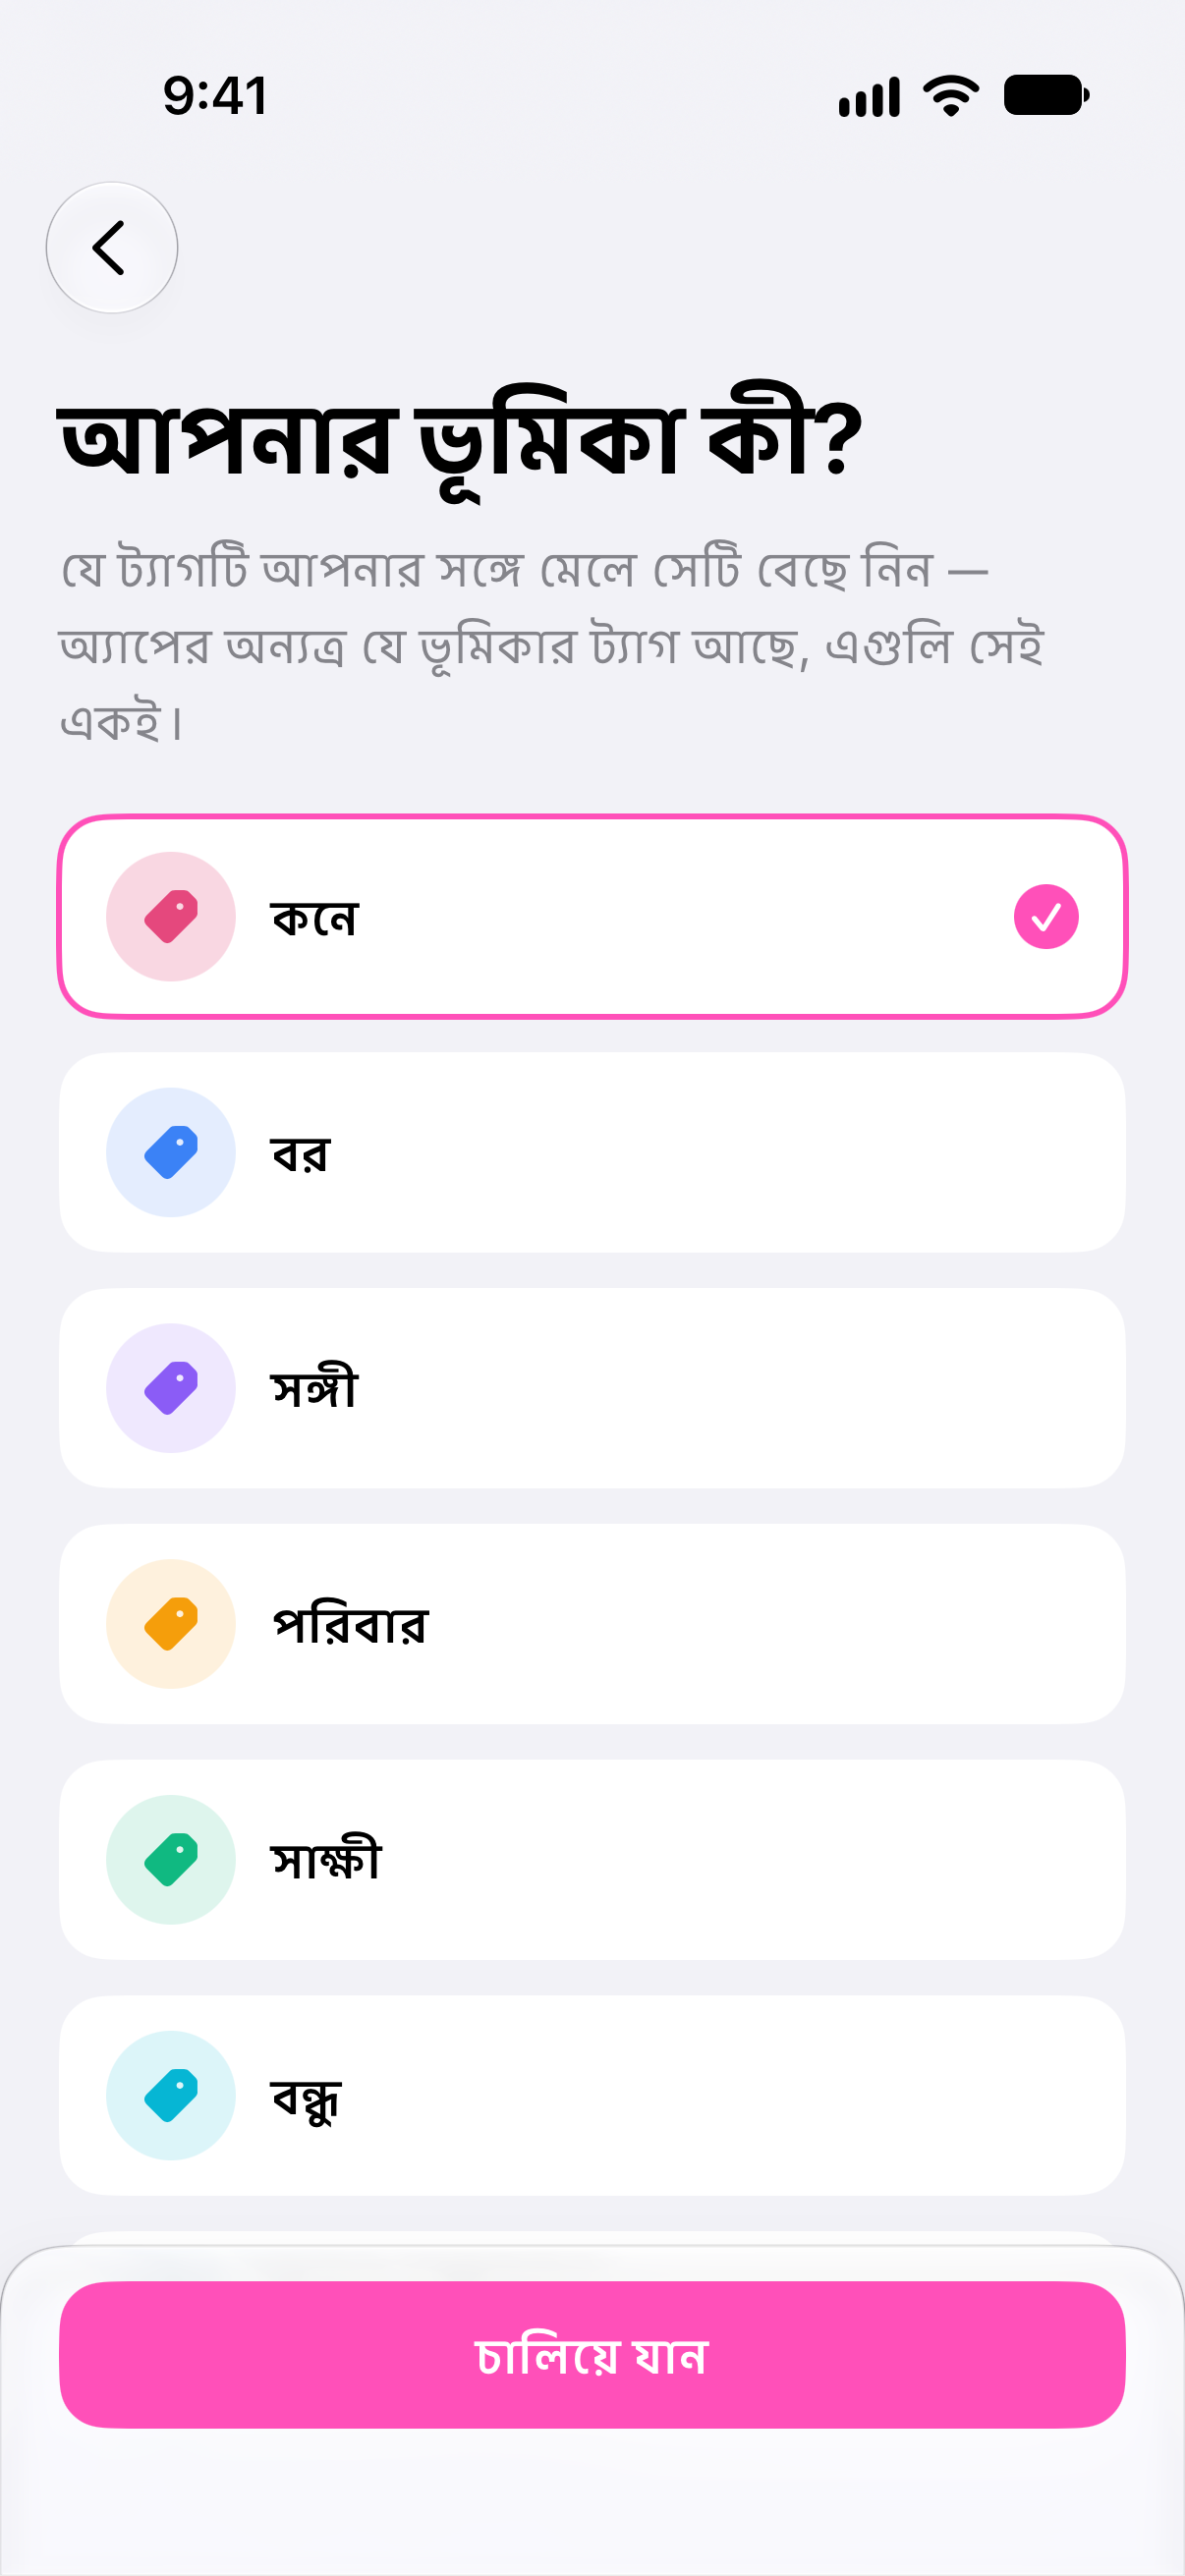 9:41
আপনার ভূমিকা কী?
যে ট্যাগটি আপনার সঙ্গে মেলে সেটি বেছে নিন —
অ্যাপের অন্যত্র যে ভূমিকার ট্যাগ আছে, এগুলি সেই
একই।
কনে
বর
সঙ্গী
পরিবার
সাক্ষী
বন্ধু
চালিয়ে যান